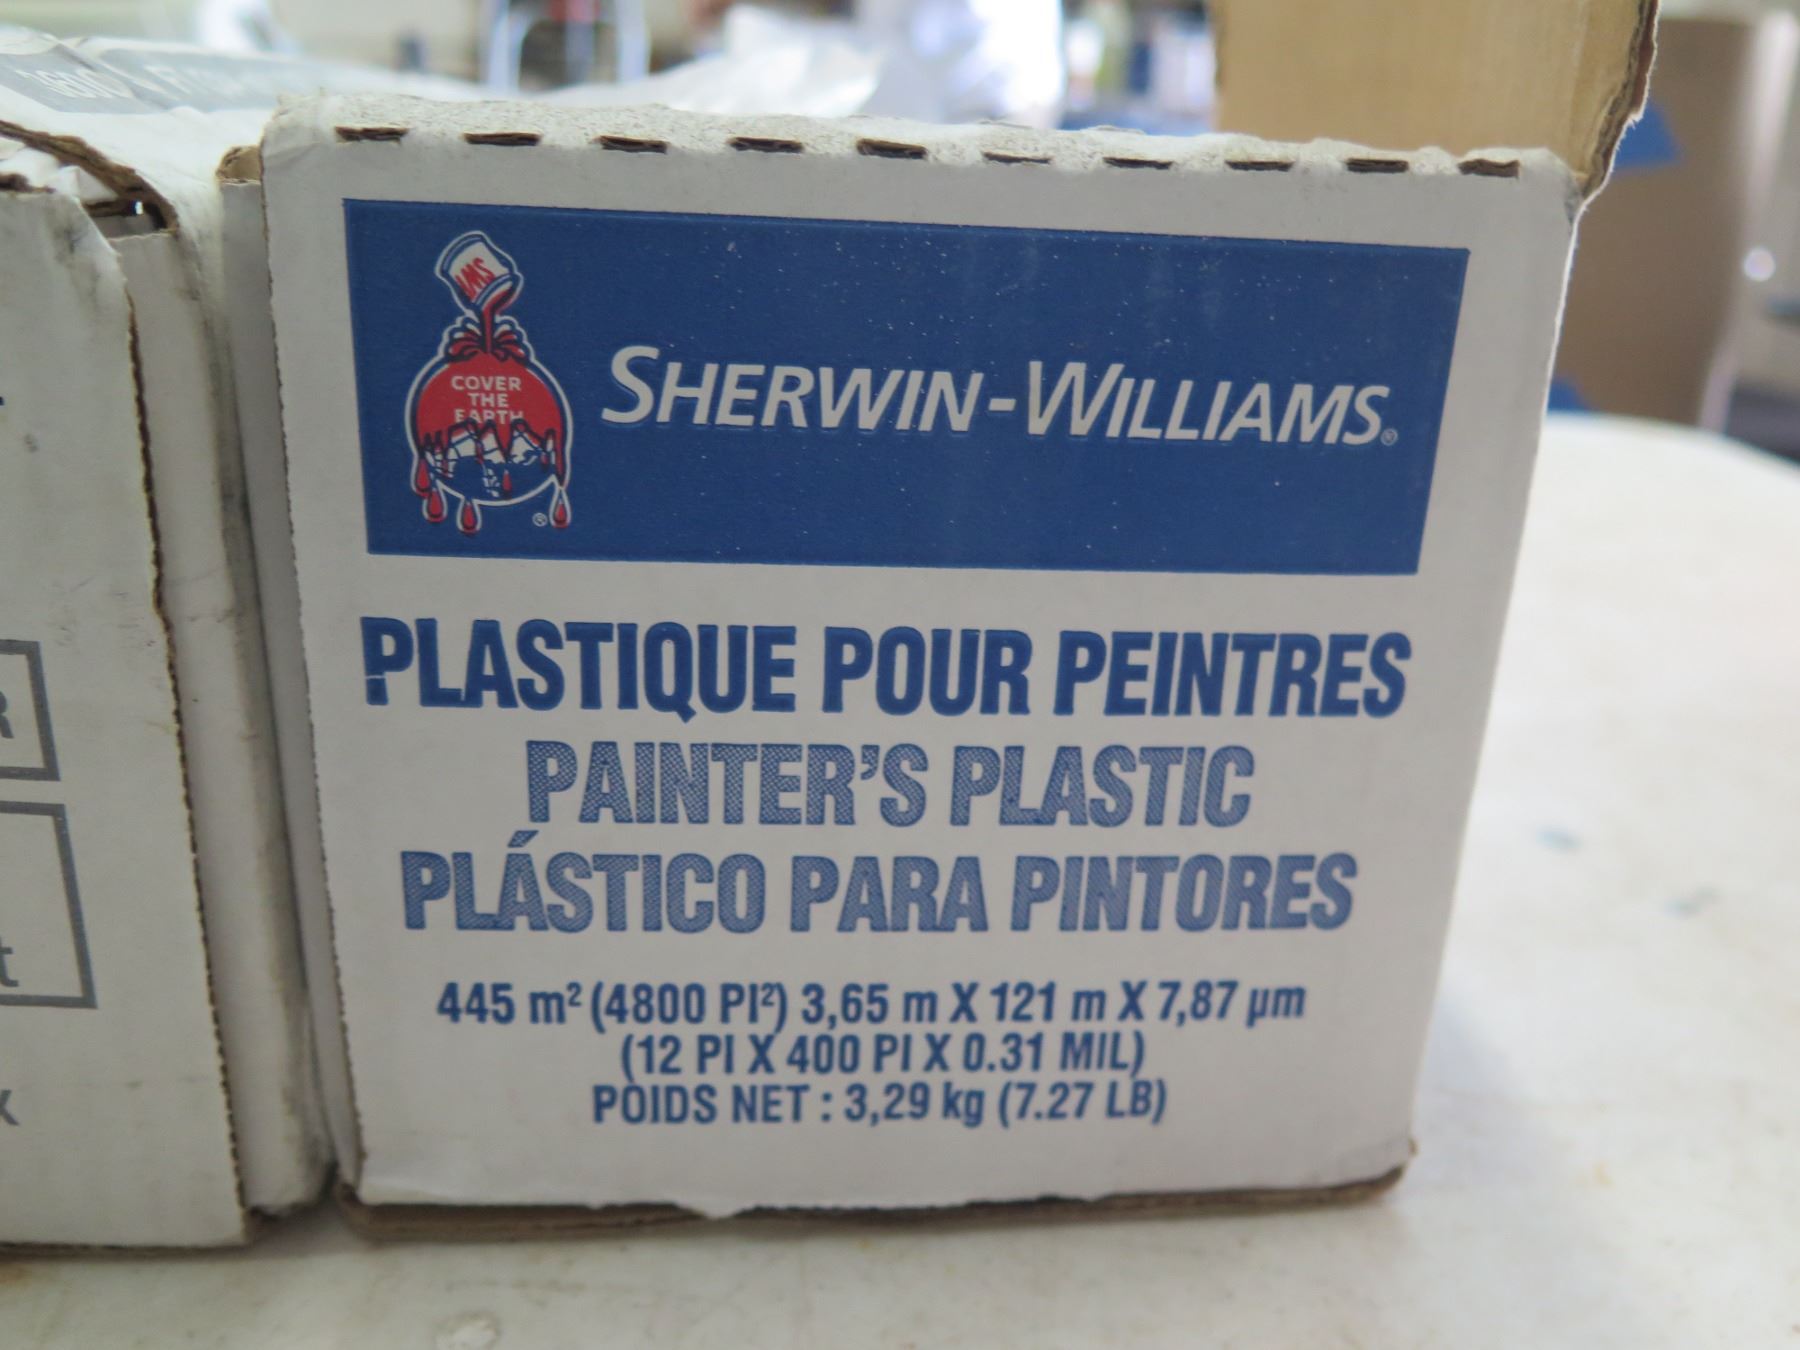 SW
COVER
THE
EARTH
SHERWIN-WILLIAMS®
PLASTIQUE POUR PEINTRES
PAINTER'S PLASTIC
PLÁSTICO PARA PINTORES
445 m² (4800 PI²) 3,65 m X 121 m X 7,87 µm
(12 PI X 400 PI X 0.31 MIL)
POIDS NET : 3,29 kg (7.27 LB)
R
t
X